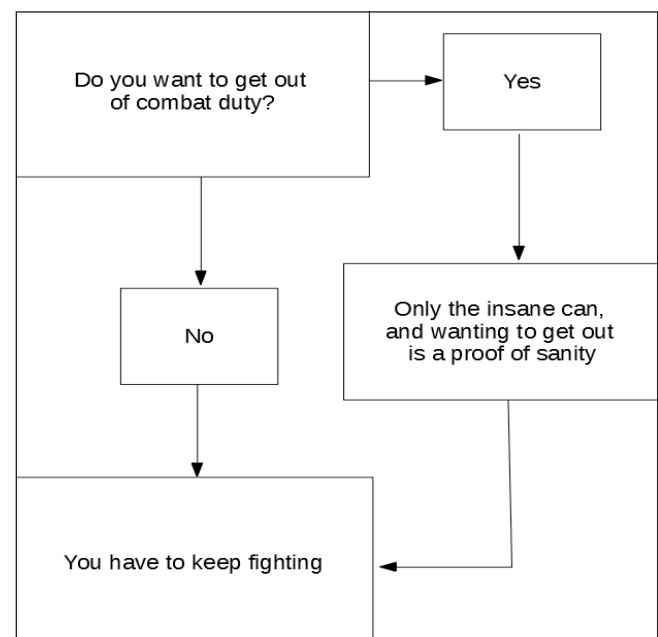 Do you want to get out
of combat duty?
Yes
No
Only the insane can,
and wanting to get out
is a proof of sanity
You have to keep fighting